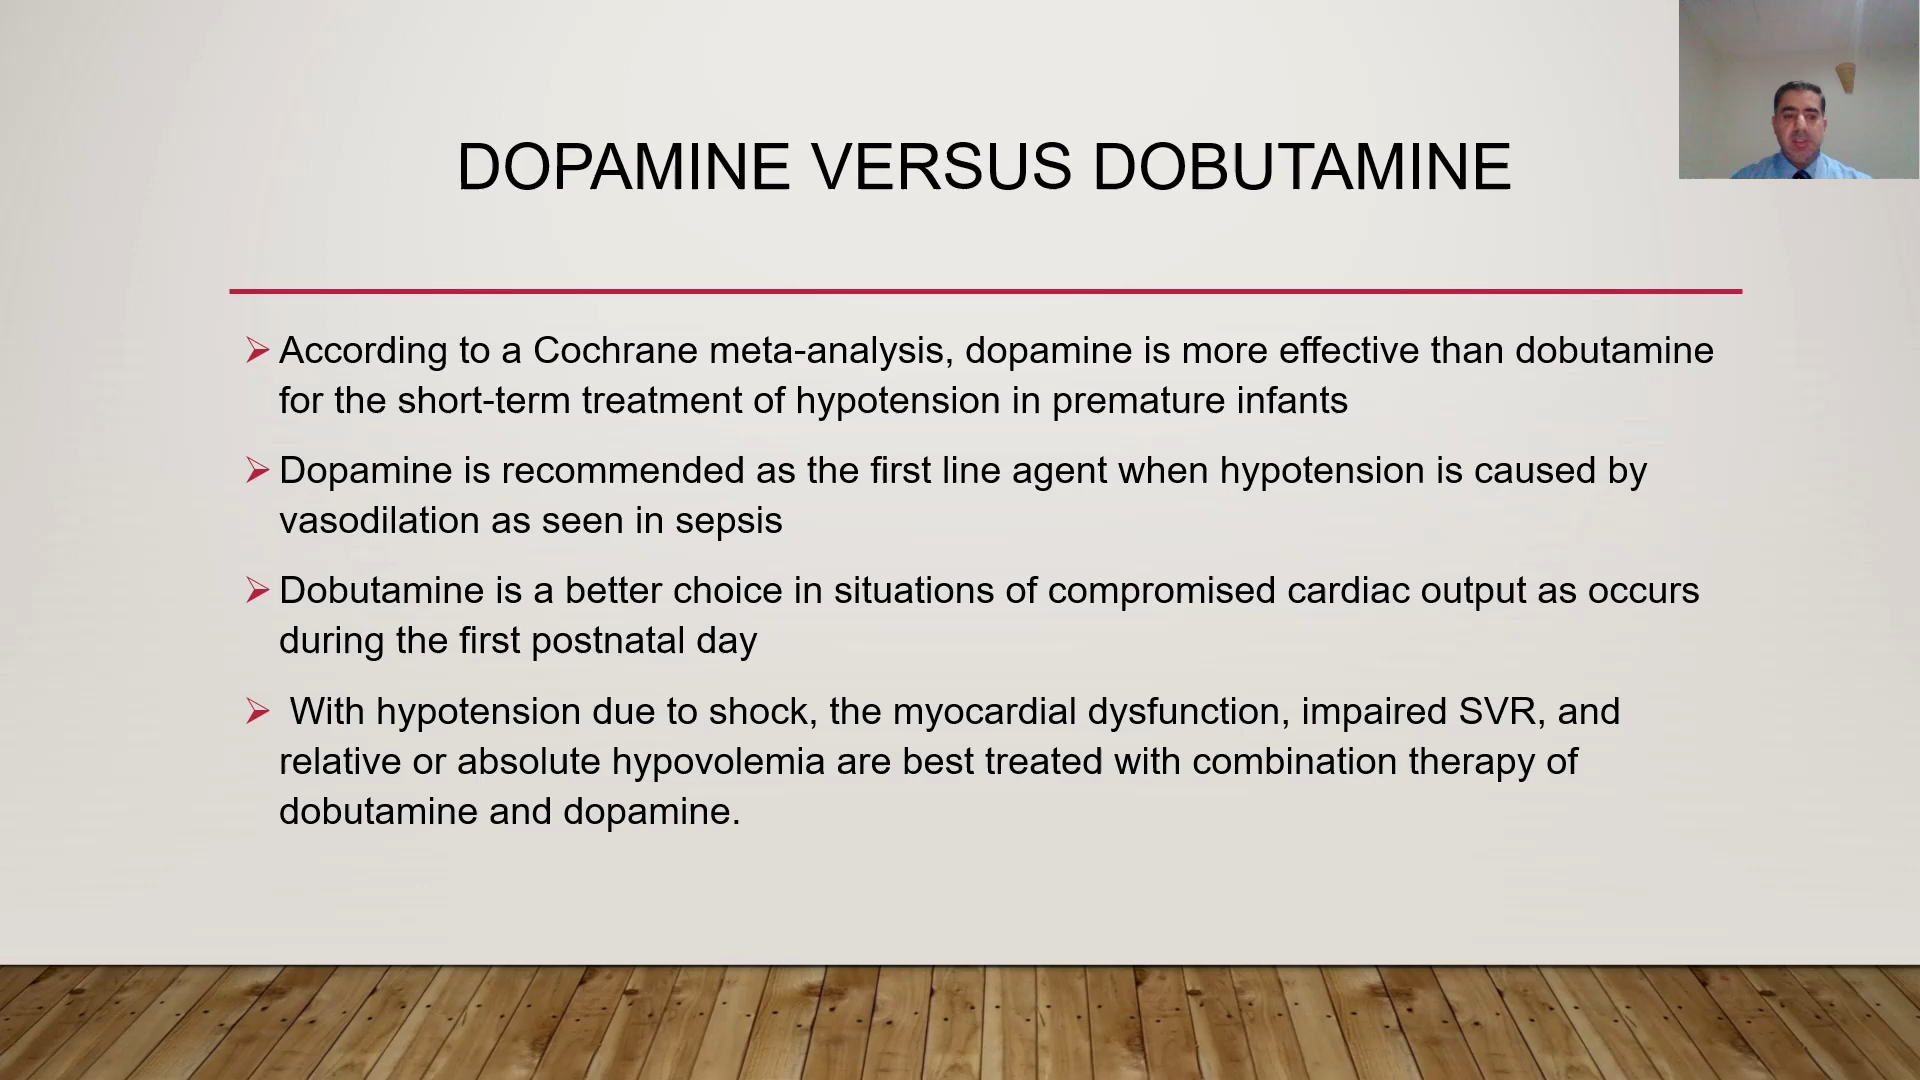 DOPAMINE VERSUS DOBUTAMINE
According to a Cochrane meta-analysis, dopamine is more effective than dobutamine
for the short-term treatment of hypotension in premature infants
Dopamine is recommended as the first line agent when hypotension is caused by
vasodilation as seen in sepsis
Dobutamine is a better choice in situations of compromised cardiac output as occurs
during the first postnatal day
With hypotension due to shock, the myocardial dysfunction, impaired SVR, and
relative or absolute hypovolemia are best treated with combination therapy of
dobutamine and dopamine.